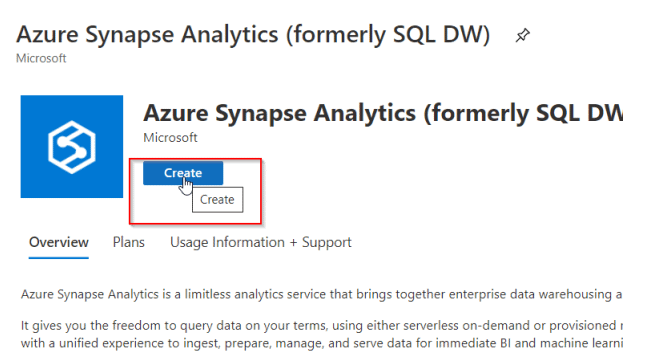 Azure Synapse Analytics (formerly SQL DW)
Microsoft
Azure Synapse Analytics (formerly SQL DW
Microsoft
Create
Create
Overview Plans Usage Information + Support
Azure Synapse Analytics is a limitless analytics service that brings together enterprise data warehousing a
It gives you the freedom to query data on your terms, using either serverless on-demand or provisioned
with a unified experience to ingest, prepare, manage, and serve data for immediate BI and machine